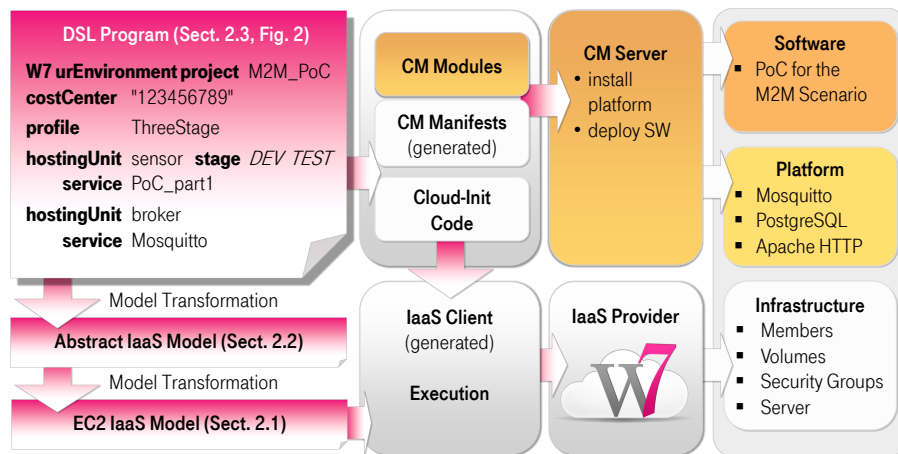 DSL Program (Sect. 2.3, Fig. 2)
W7 urEnvironment project M2M_PoC
costCenter "123456789"
profile ThreeStage
hostingUnit sensor stage DEV TEST
service PoC_part1
hostingUnit broker
service Mosquitto
Model Transformation
Abstract IaaS Model (Sect. 2.2)
Model Transformation
EC2 IaaS Model (Sect. 2.1)
CM Modules
CM Manifests
(generated)
Cloud-Init
Code
IaaS Client
(generated)
Execution
CM Server
• install
platform
• deploy SW
IaaS Provider
W7
Software
▪ PoC for the
M2M Scenario
Platform
▪ Mosquitto
▪ PostgreSQL
▪ Apache HTTP
Infrastructure
▪ Members
▪ Volumes
▪ Security Groups
▪ Server